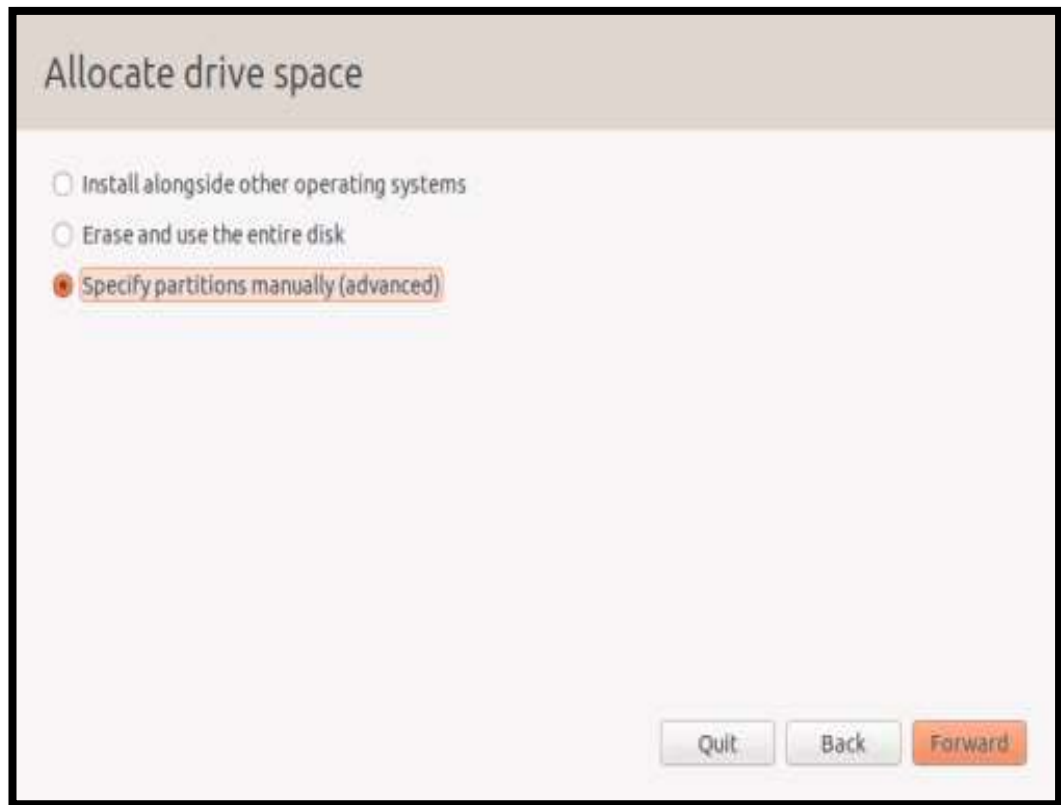 Allocate drive space
Install alongside other operating systems
Erase and use the entire disk
Specify partitions manually (advanced)
Quit
Back
Forward